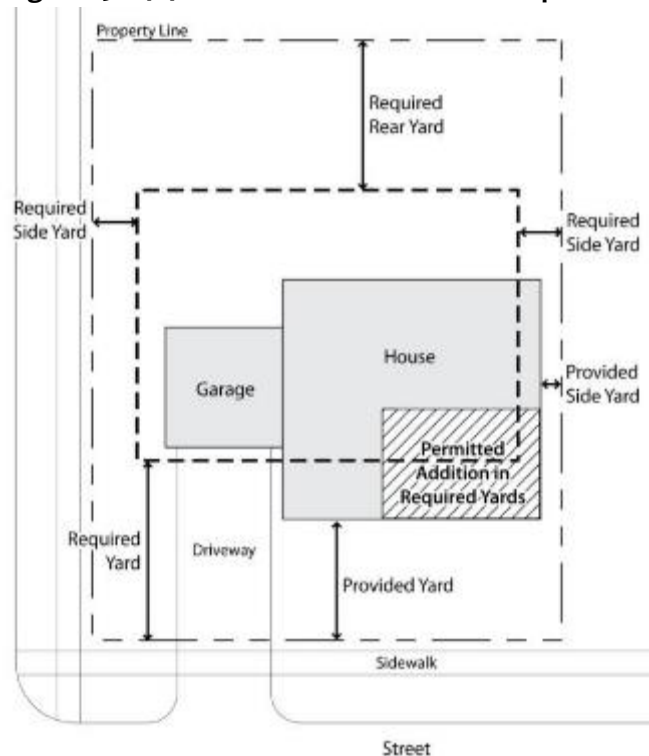 Property Line
Required
Rear Yard
Required
Side Yard
Required
Side Yard
House
Garage
Provided
Side Yard
Permitted
Addition in
Required Yards
Required
Yard
Driveway
Provided Yard
Sidewalk
Street